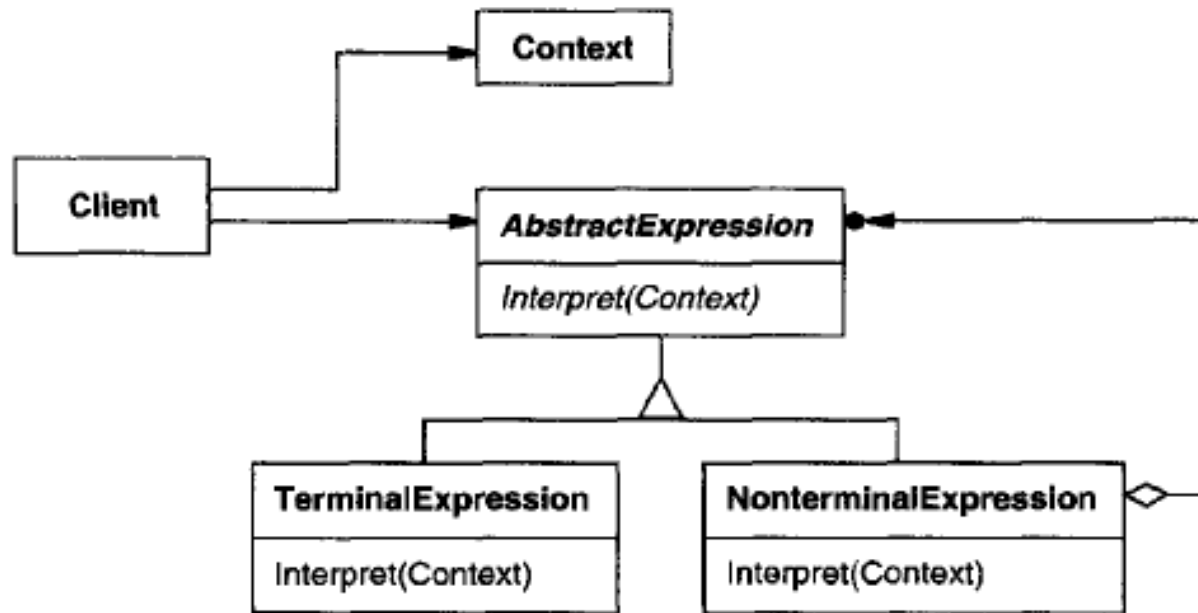 Context
Client
AbstractExpression
Interpret(Context)
TerminalExpression
Interpret(Context)
NonterminalExpression
Interpret(Context)